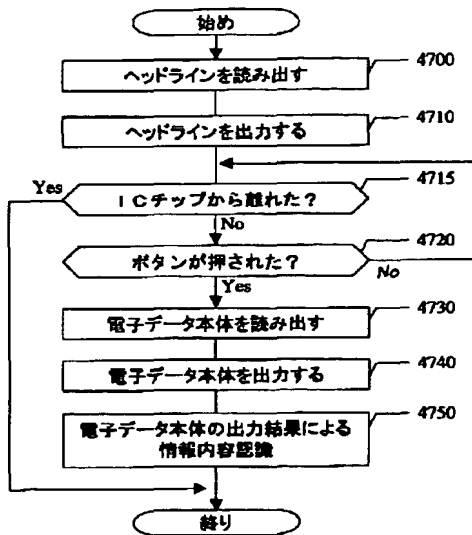 始め
ヘッドラインを読み出す
4700
ヘッドラインを出力する
4710
Yes
ICチップから離れた?
4715
No
ボタンが押された?
4720
No
Yes
電子データ本体を読み出す
4730
電子データ本体を出力する
4740
電子データ本体の出力結果による
情報内容認識
4750
終り